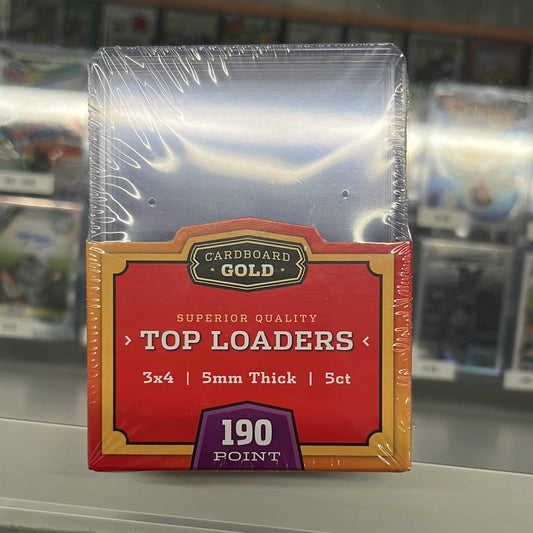 CARDBOARD
GOLD
SUPERIOR QUALITY
› TOP LOADERS ‹
3x4 | 5mm Thick | 5ct
190
POINT